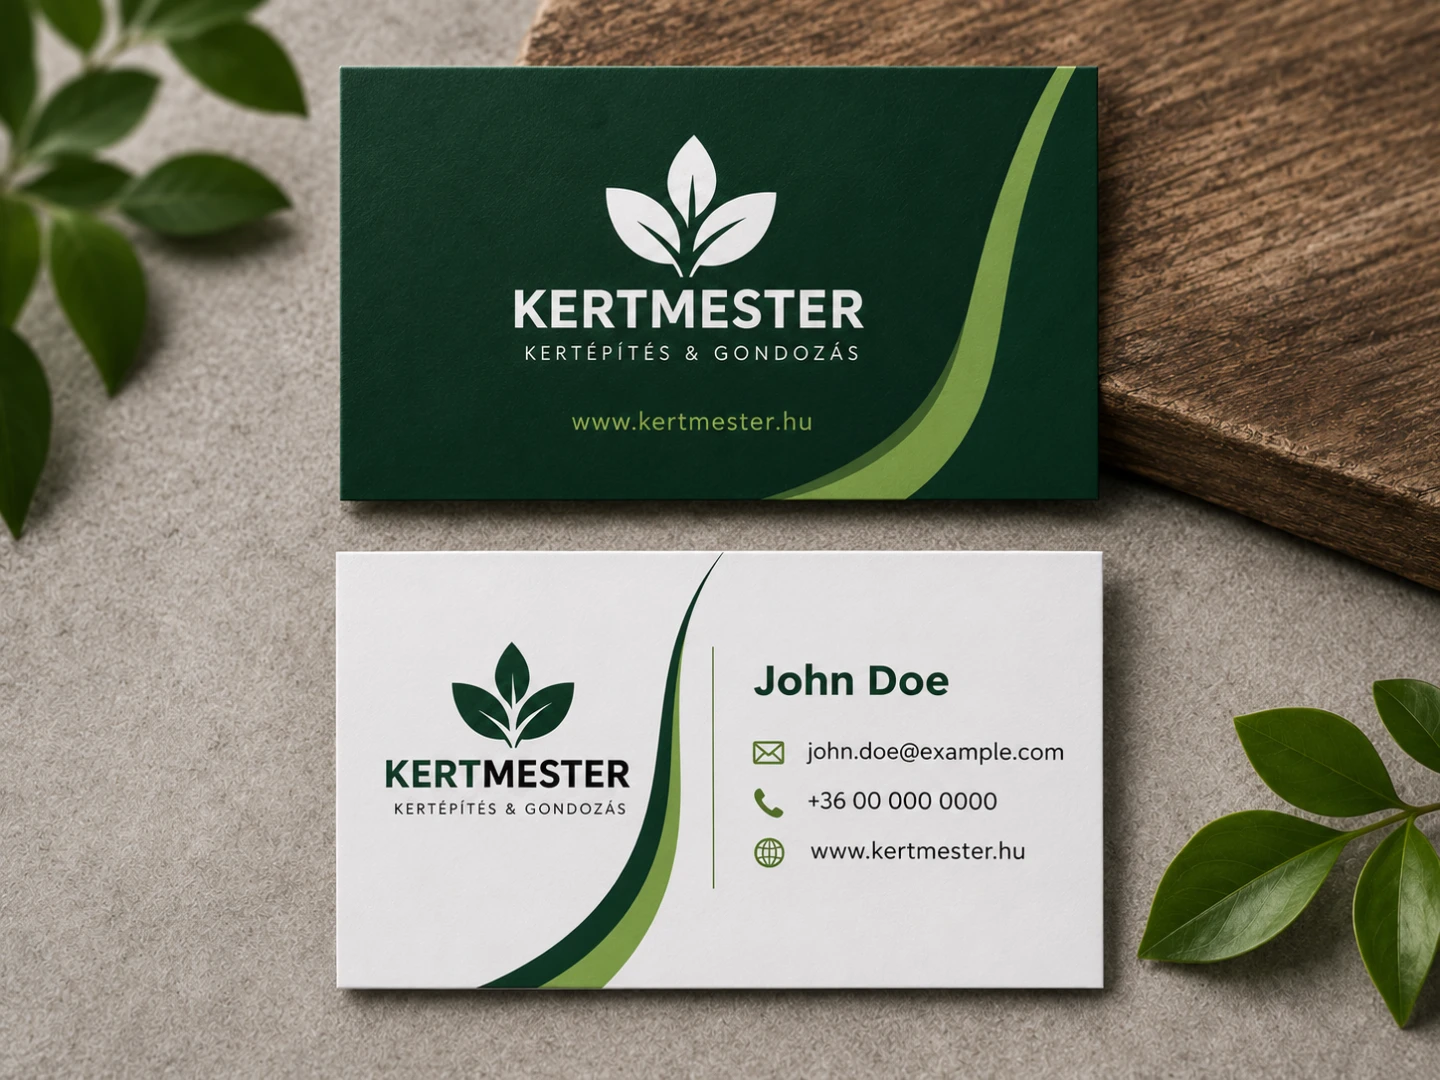 KERTMESTER
KERTÉPÍTÉS & GONDOZÁS
www.kertmester.hu
KERTMESTER
KERTÉPÍTÉS & GONDOZÁS
John Doe
john.doe@example.com
+36 00 000 0000
www.kertmester.hu